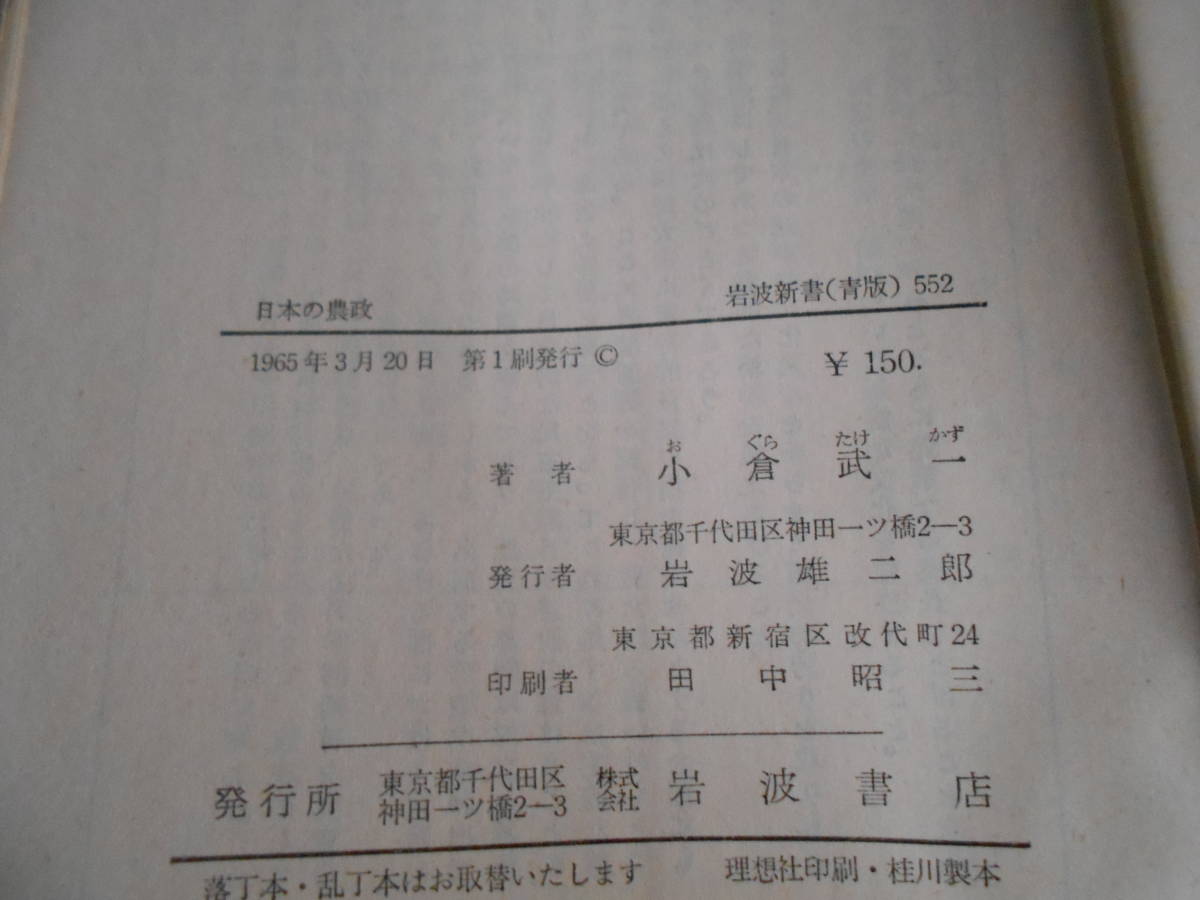 日本の農政 岩波新書(青版) 552
1965年3月20日 第1刷発行 © ¥ 150.
お ぐら たけ かず
著者 小倉武一
東京都千代田区神田一ツ橋2—3
発行者 岩波雄二郎
東京都新宿区改代町24
印刷者 田中昭三
発行所 東京都千代田区神田一ツ橋2—3 株式会社 岩波書店
落丁本・乱丁本はお取替いたします 理想社印刷・桂川製本